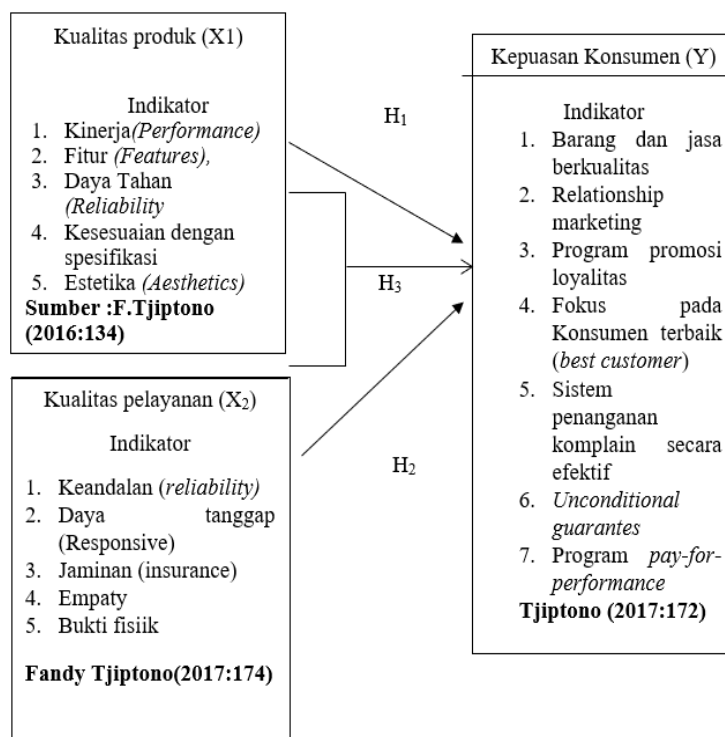 Kualitas produk (X1)
Indikator
1. Kinerja(Performance)
2. Fitur (Features),
3. Daya Tahan
(Reliability
4. Kesesuaian dengan
spesifikasi
5. Estetika (Aesthetics)
Sumber :F.Tjiptono
(2016:134)
Kualitas pelayanan (X2)
Indikator
1. Keandalan (reliability)
2. Daya tanggap
(Responsive)
3. Jaminan (insurance)
4. Empaty
5. Bukti fisiik
Fandy Tjiptono(2017:174)
H1
H3
H2
Kepuasan Konsumen (Y)
Indikator
1. Barang dan jasa
berkualitas
2. Relationship
marketing
3. Program promosi
loyalitas
4. Fokus pada
Konsumen terbaik
(best customer)
5. Sistem
penanganan
komplain secara
efektif
6. Unconditional
guarantes
7. Program pay-for-
performance
Tjiptono (2017:172)